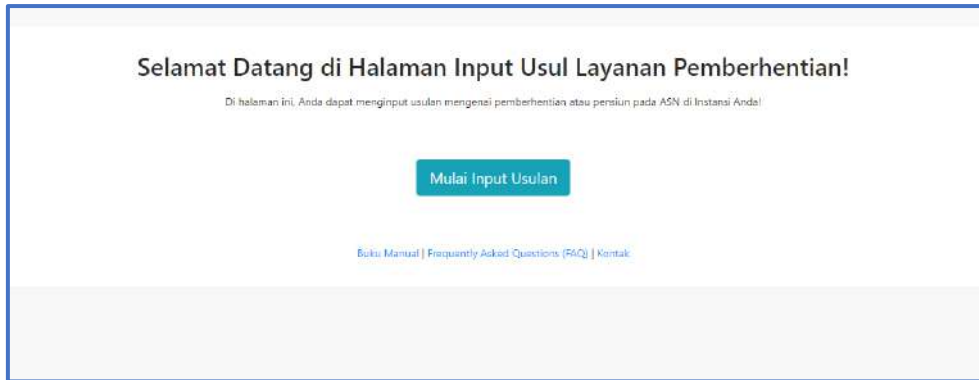 Selamat Datang di Halaman Input Usul Layanan Pemberhentian!
Di halaman ini, Anda dapat menginput usulan mengenai pemberhentian atau pensiun pada ASN di Instansi Anda!
Mulai Input Usulan
Buku Manual | Frequently Asked Questions (FAQ) | Kontak